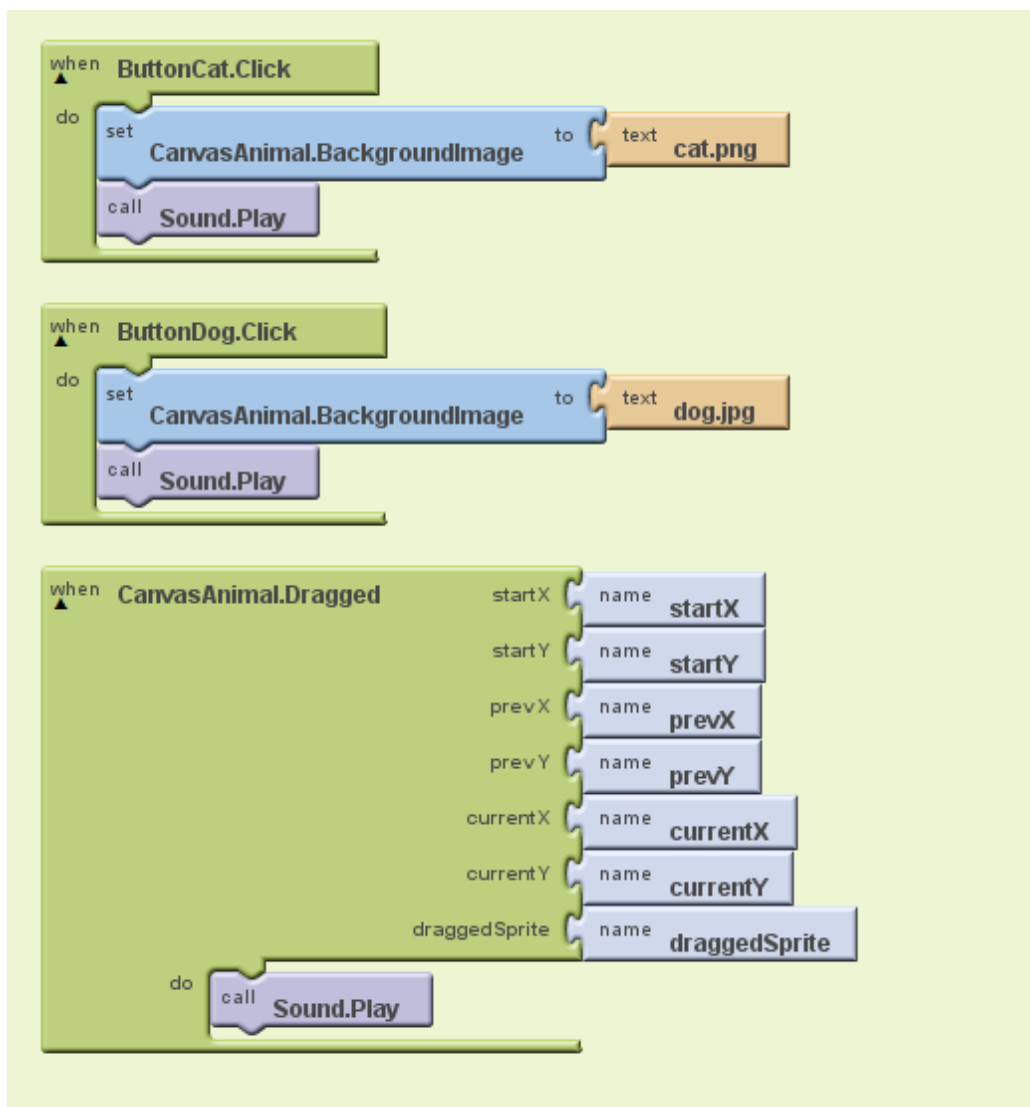 when ButtonCat.Click
do set CanvasAnimal.BackgroundImage to text cat.png
call Sound.Play
when ButtonDog.Click
do set CanvasAnimal.BackgroundImage to text dog.jpg
call Sound.Play
when CanvasAnimal.Dragged startX name startX
startY name startY
prevX name prevX
prevY name prevY
currentX name currentX
currentY name currentY
draggedSprite name draggedSprite
do call Sound.Play